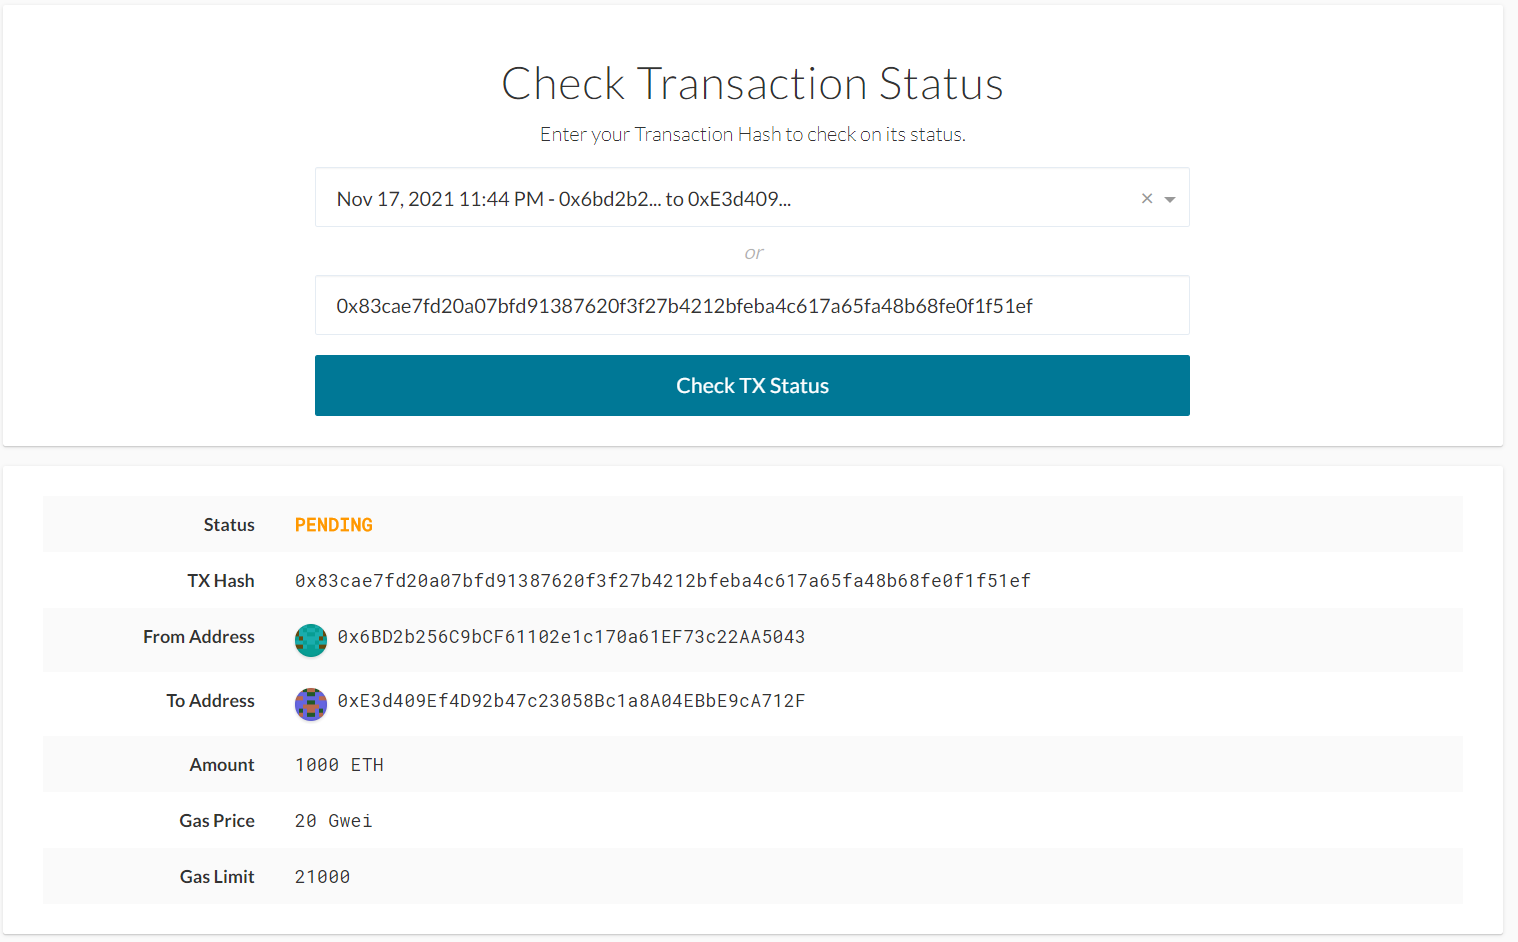 Check Transaction Status
Enter your Transaction Hash to check on its status.
Nov 17, 2021 11:44 PM - 0x6bd2b2... to 0xE3d409...
or
0x83cae7fd20a07bfd91387620f3f27b4212bfeba4c617a65fa48b68fe0f1f51ef
Check TX Status
Status PENDING
TX Hash 0x83cae7fd20a07bfd91387620f3f27b4212bfeba4c617a65fa48b68fe0f1f51ef
From Address 0x6BD2b256C9bCF61102e1c170a61EF73c22AA5043
To Address 0xE3d409Ef4D92b47c23058Bc1a8A04EBbE9cA712F
Amount 1000 ETH
Gas Price 20 Gwei
Gas Limit 21000